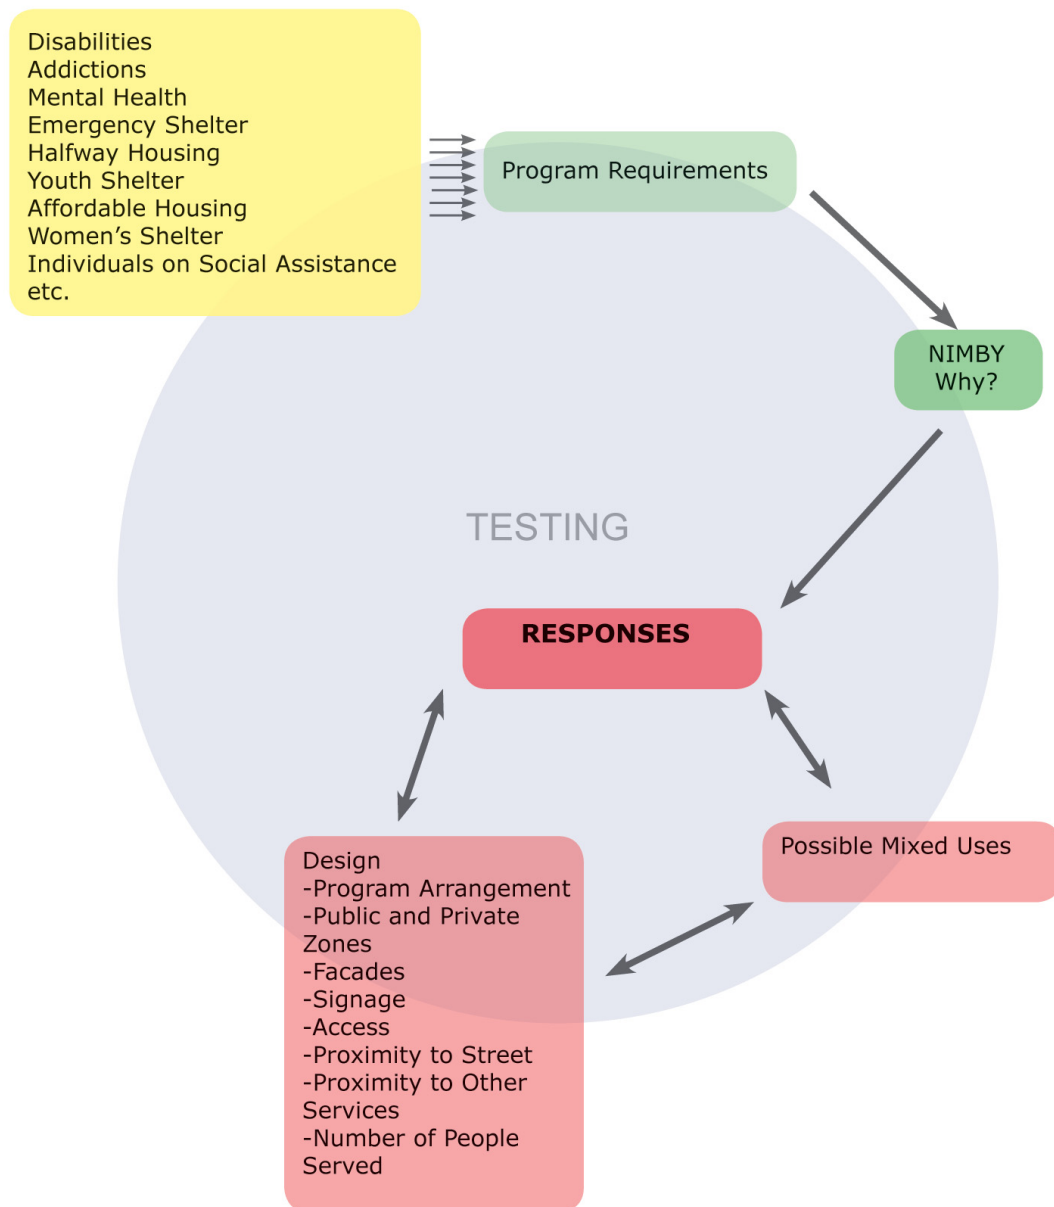 Disabilities
Addictions
Mental Health
Emergency Shelter
Halfway Housing
Youth Shelter
Affordable Housing
Women’s Shelter
Individuals on Social Assistance
etc.
Program Requirements
NIMBY
Why?
TESTING
RESPONSES
Possible Mixed Uses
Design
-Program Arrangement
-Public and Private
Zones
-Facades
-Signage
-Access
-Proximity to Street
-Proximity to Other
Services
-Number of People
Served